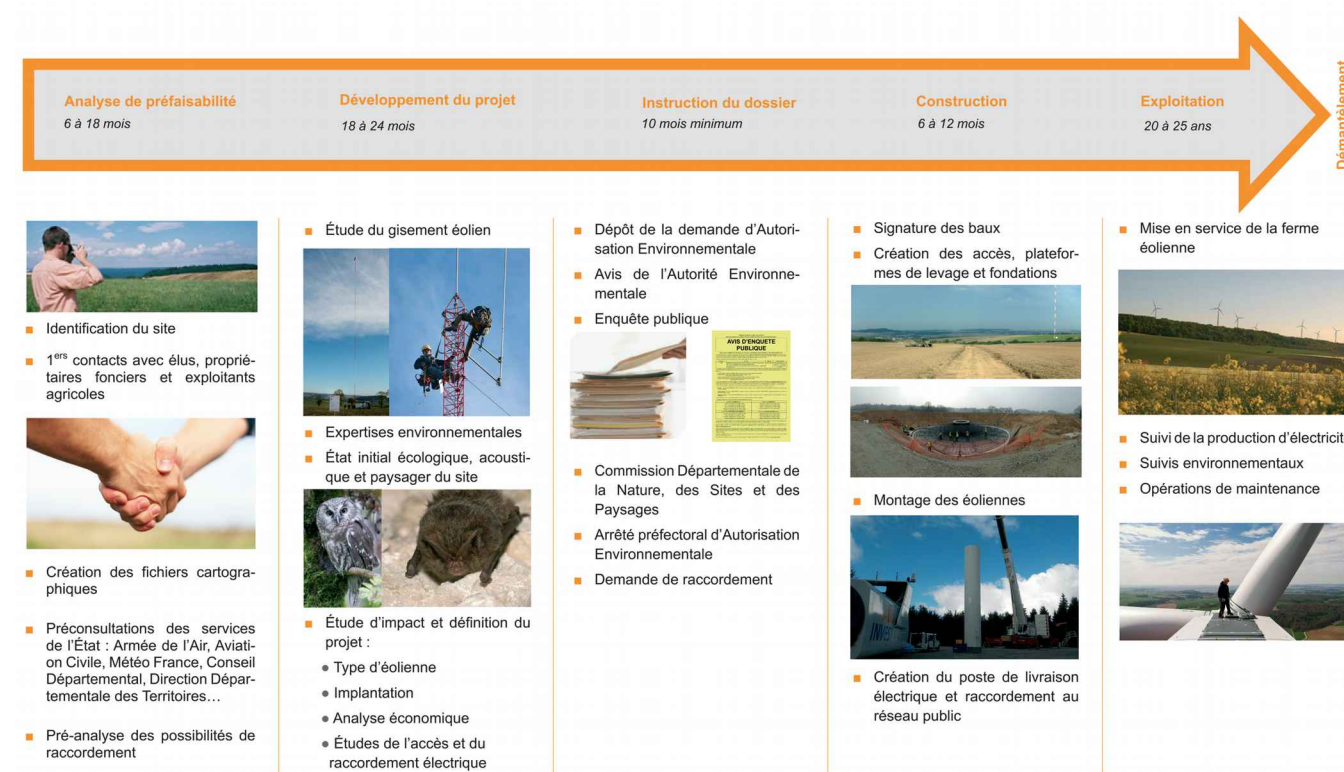 Analyse de préfaisabilité
6 à 18 mois
Développement du projet
18 à 24 mois
Instruction du dossier
10 mois minimum
Construction
6 à 12 mois
Exploitation
20 à 25 ans
Démantèlement
Identification du site
1ers contacts avec élus, proprié-
taires fonciers et exploitants
agricoles
Création des fichiers cartogra-
phiques
Préconsultations des services
de l'État : Armée de l'Air, Aviati-
on Civile, Météo France, Conseil
Départemental, Direction Dépar-
tementale des Territoires…
Pré-analyse des possibilités de
raccordement
Étude du gisement éolien
Expertises environnementales
État initial écologique, acousti-
que et paysager du site
Étude d'impact et définition du
projet :
Type d'éolienne
Implantation
Analyse économique
Études de l'accès et du
raccordement électrique
Dépôt de la demande d'Autori-
sation Environnementale
Avis de l'Autorité Environne-
mentale
Enquête publique
AVIS D'ENQUETE
PUBLIQUE
Commission Départementale de
la Nature, des Sites et des
Paysages
Arrêté préfectoral d'Autorisation
Environnementale
Demande de raccordement
Signature des baux
Création des accès, platefor-
mes de levage et fondations
Montage des éoliennes
INVENT
Création du poste de livraison
électrique et raccordement au
réseau public
Mise en service de la ferme
éolienne
Suivi de la production d'électricit
Suivis environnementaux
Opérations de maintenance